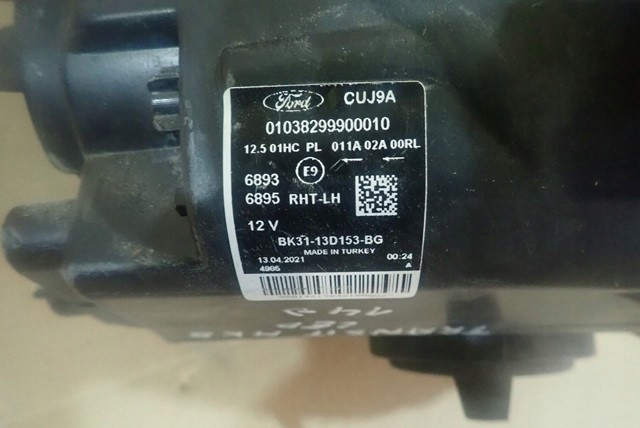 Ford CUJ9A
01038299900010
12.5 01HC PL 011A 02A 00RL
6893 E9
6895 RHT-LH
12 V
BK31-13D153-BG
MADE IN TURKEY
13.04.2021 00:24
4995 A